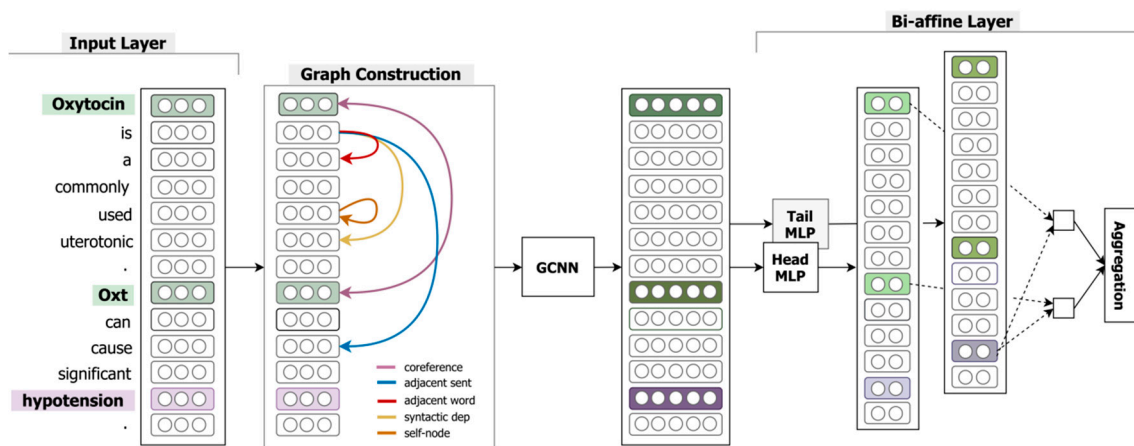 Bi-affine Layer
Input Layer
Graph Construction
Oxytocin
is
a
commonly
used
uterotonic
.
Oxt
can
cause
significant
hypotension
.
coreference
adjacent sent
adjacent word
syntactic dep
self-node
GCNN
Tail
MLP
Head
MLP
Aggregation